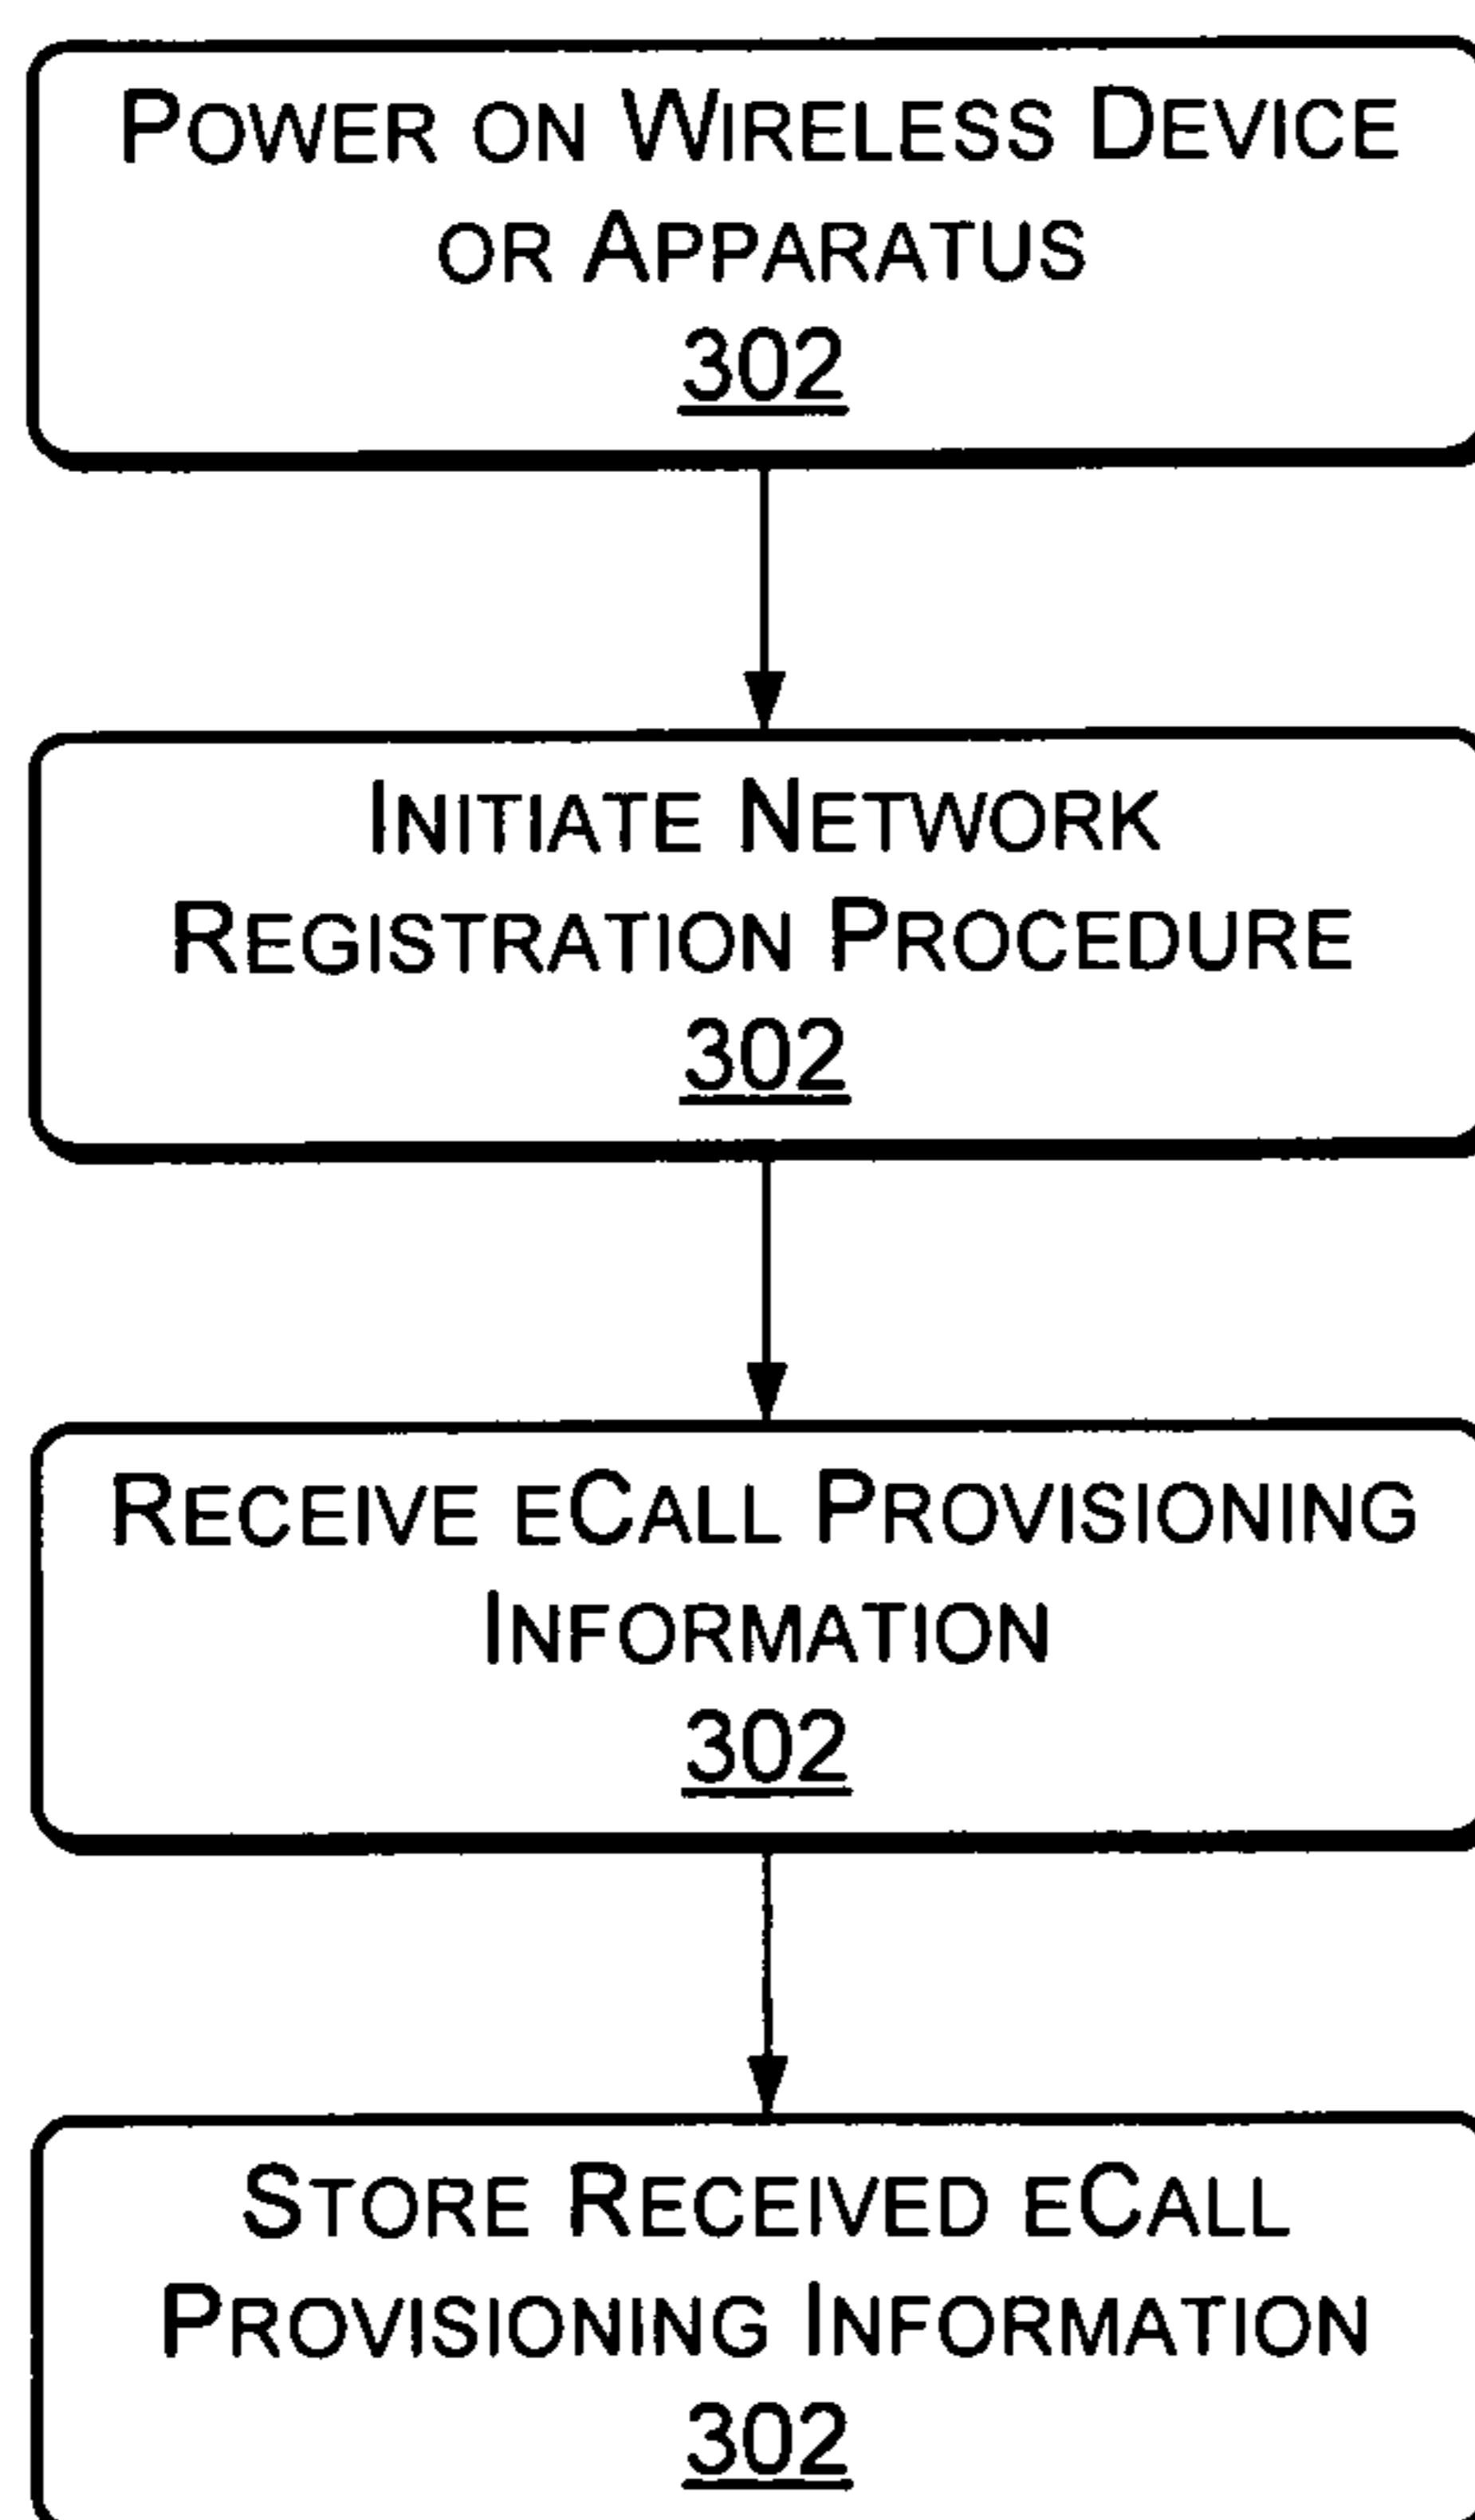 POWER ON WIRELESS DEVICE
OR APPARATUS
302
INITIATE NETWORK
REGISTRATION PROCEDURE
302
RECEIVE ECALL PROVISIONING
INFORMATION
302
STORE RECEIVED ECALL
PROVISIONING INFORMATION
302